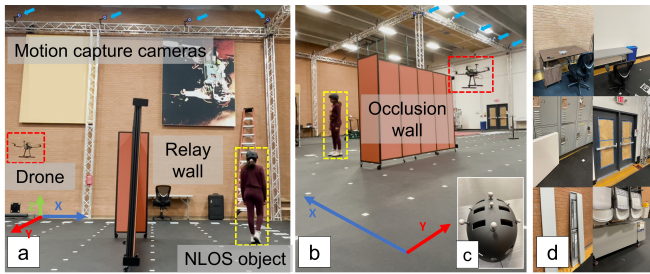 Motion capture cameras
Relay
wall
Drone
X
Y
NLOS object
a
Occlusion
wall
X
Y
b
c
d